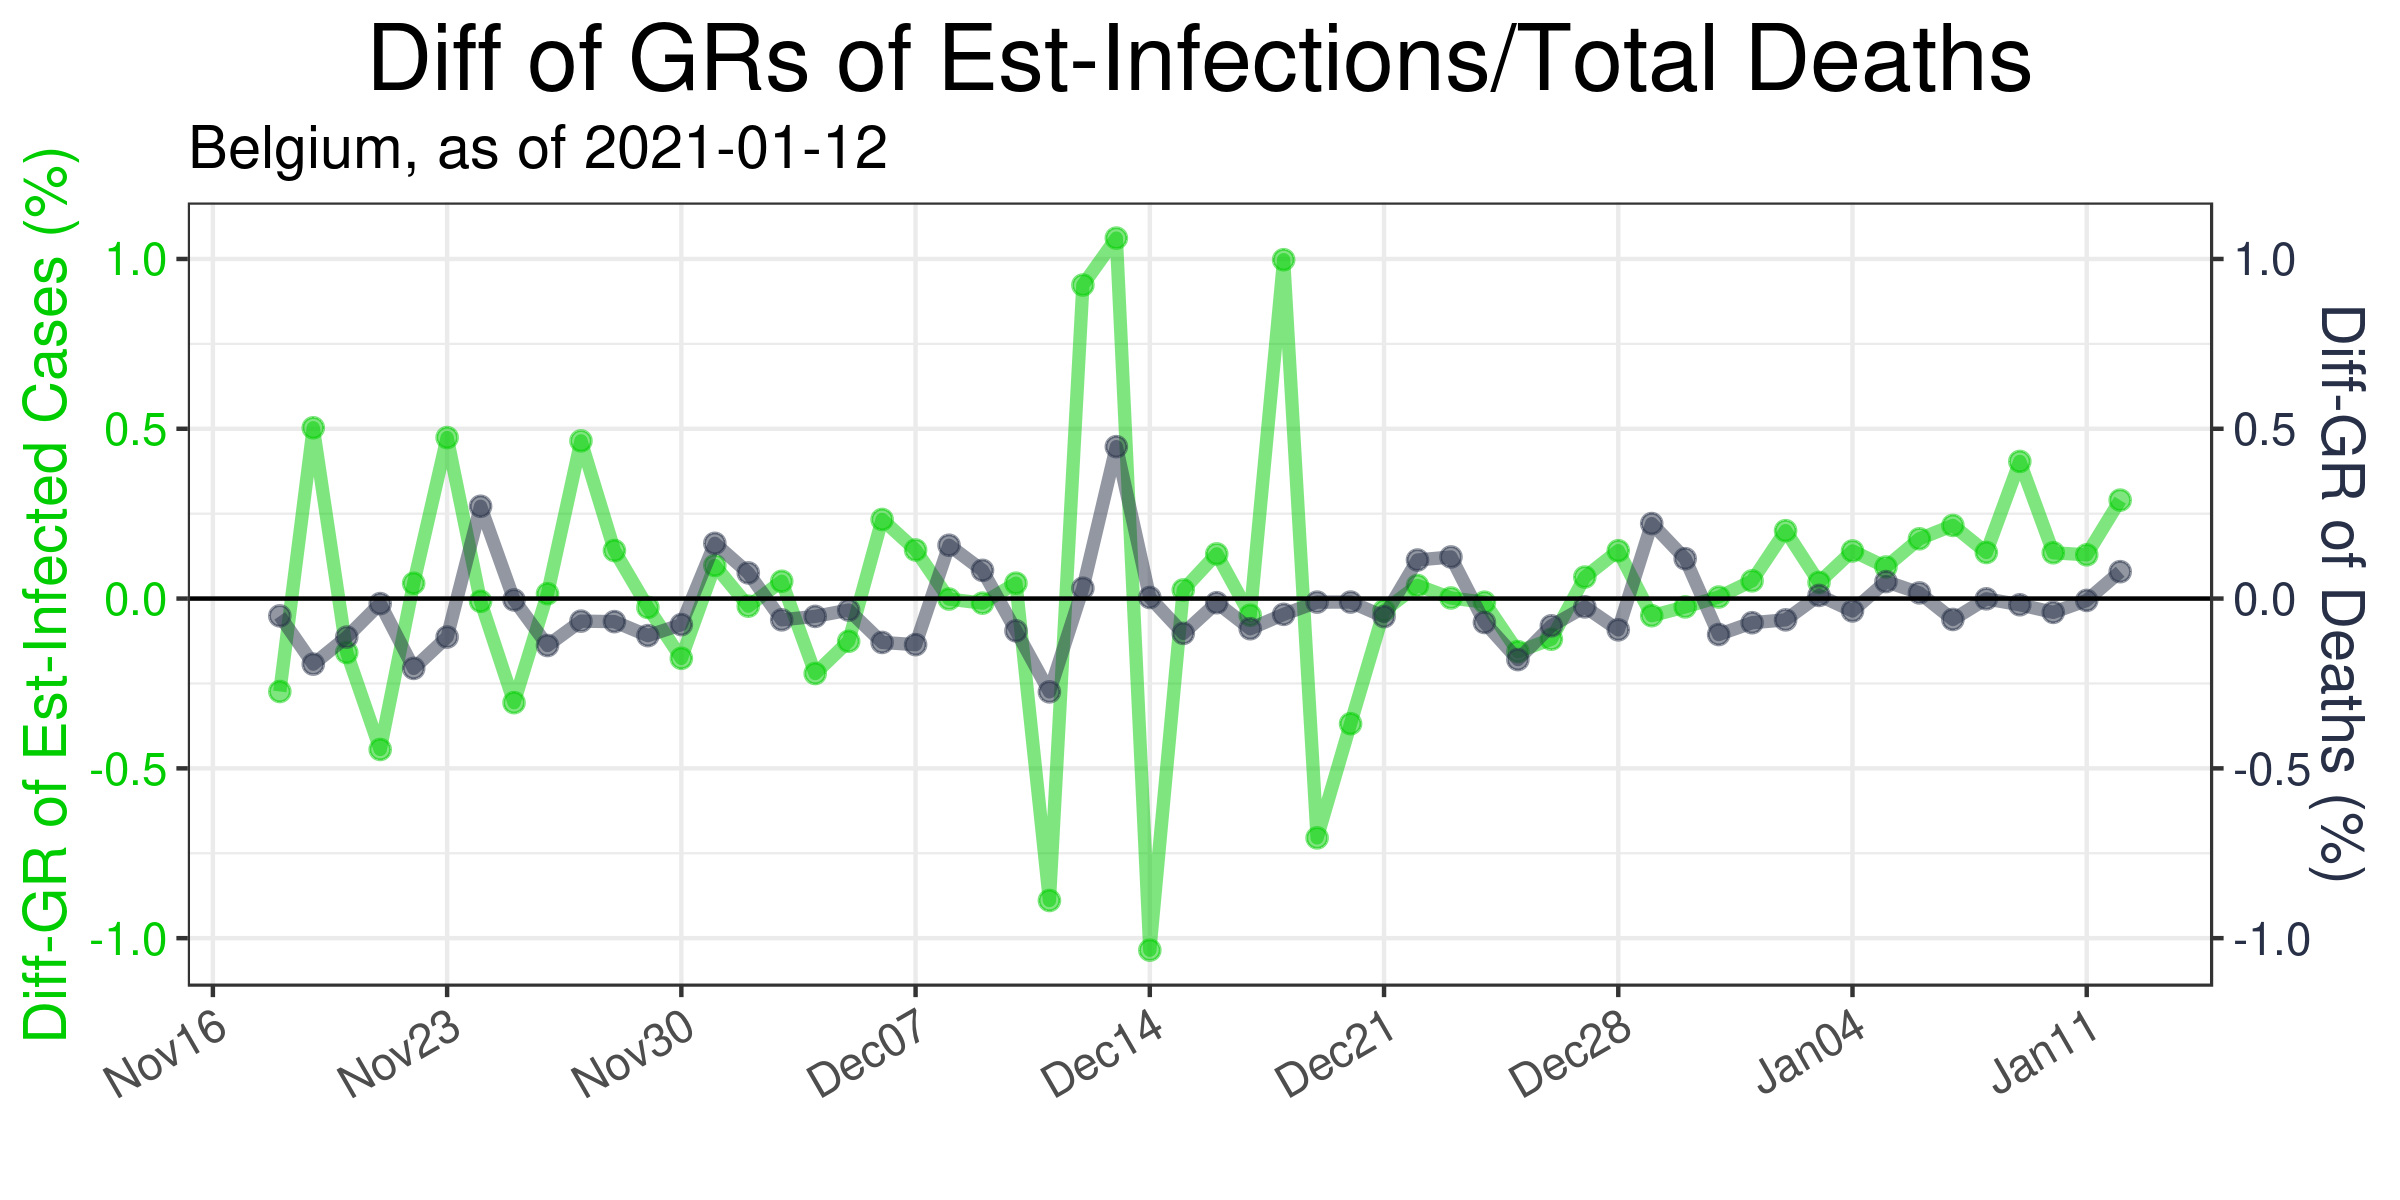 Diff of GRs of Est-Infections/Total Deaths
Belgium, as of 2021-01-12
Diff-GR of Est-Infected Cases (%)
1.0
0.5
0.0
-0.5
-1.0
1.0
0.5
0.0
-0.5
-1.0
Diff-GR of Deaths (%)
Nov16
Nov23
Nov30
Dec07
Dec14
Dec21
Dec28
Jan04
Jan11